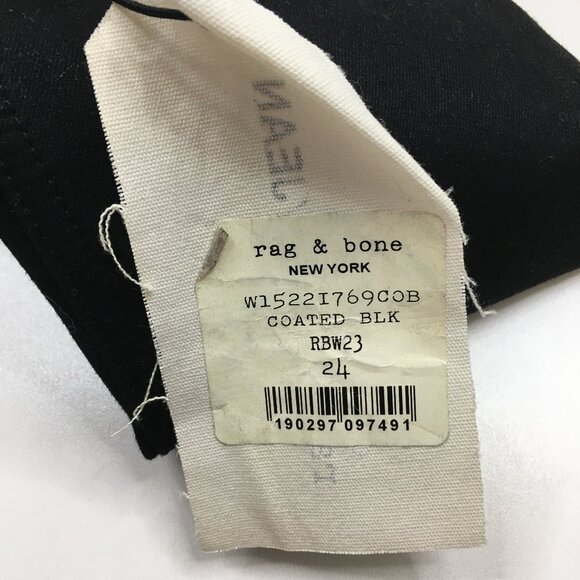 rag & bone
NEW YORK
W1522I769COB
COATED BLK
RBW23
24
190297 097491